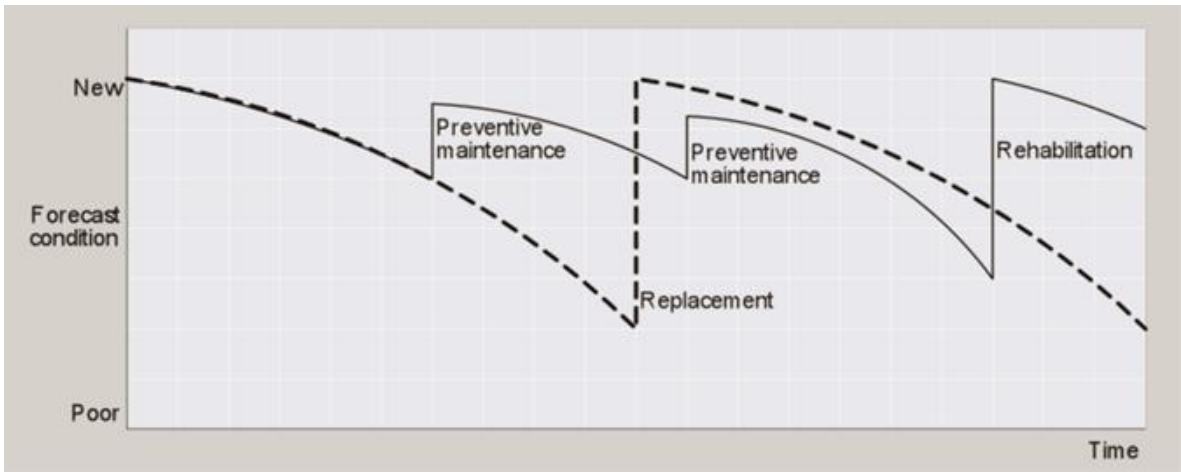 New
Preventive
maintenance
Preventive
maintenance
Rehabilitation
Forecast
condition
Replacement
Poor
Time